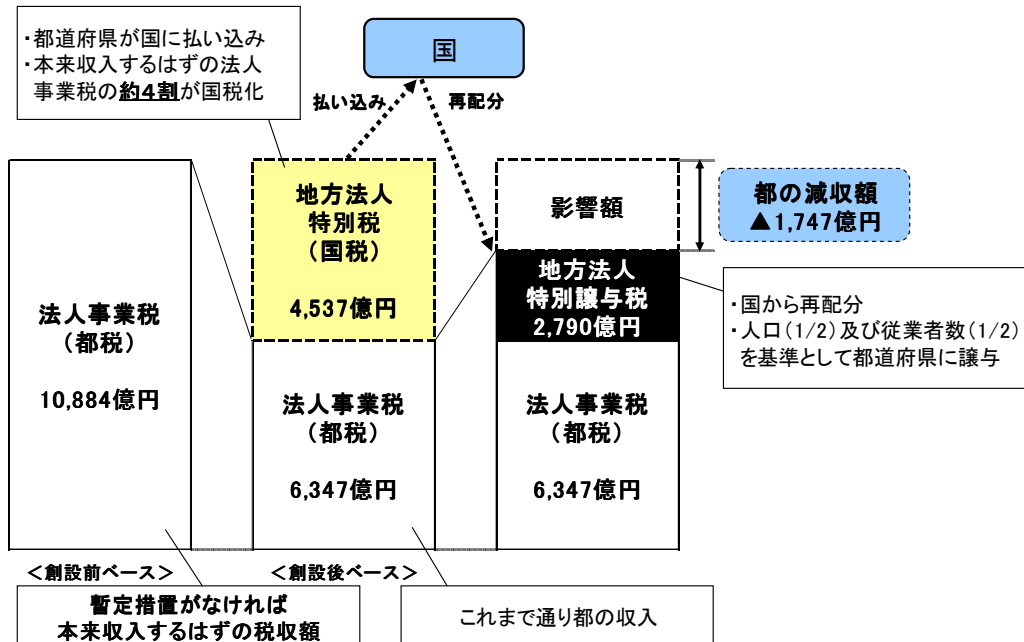 ・都道府県が国に払い込み
・本来収入するはずの法人
事業税の約4割が国税化
国
払い込み
再配分
法人事業税
（都税）
10,884億円
地方法人
特別税
（国税）
4,537億円
法人事業税
（都税）
6,347億円
影響額
地方法人
特別譲与税
2,790億円
法人事業税
（都税）
6,347億円
都の減収額
▲1,747億円
・国から再配分
・人口（1/2）及び従業者数（1/2）
を基準として都道府県に譲与
＜創設前ベース＞
＜創設後ベース＞
暫定措置がなければ
本来収入するはずの税収額
これまで通り都の収入